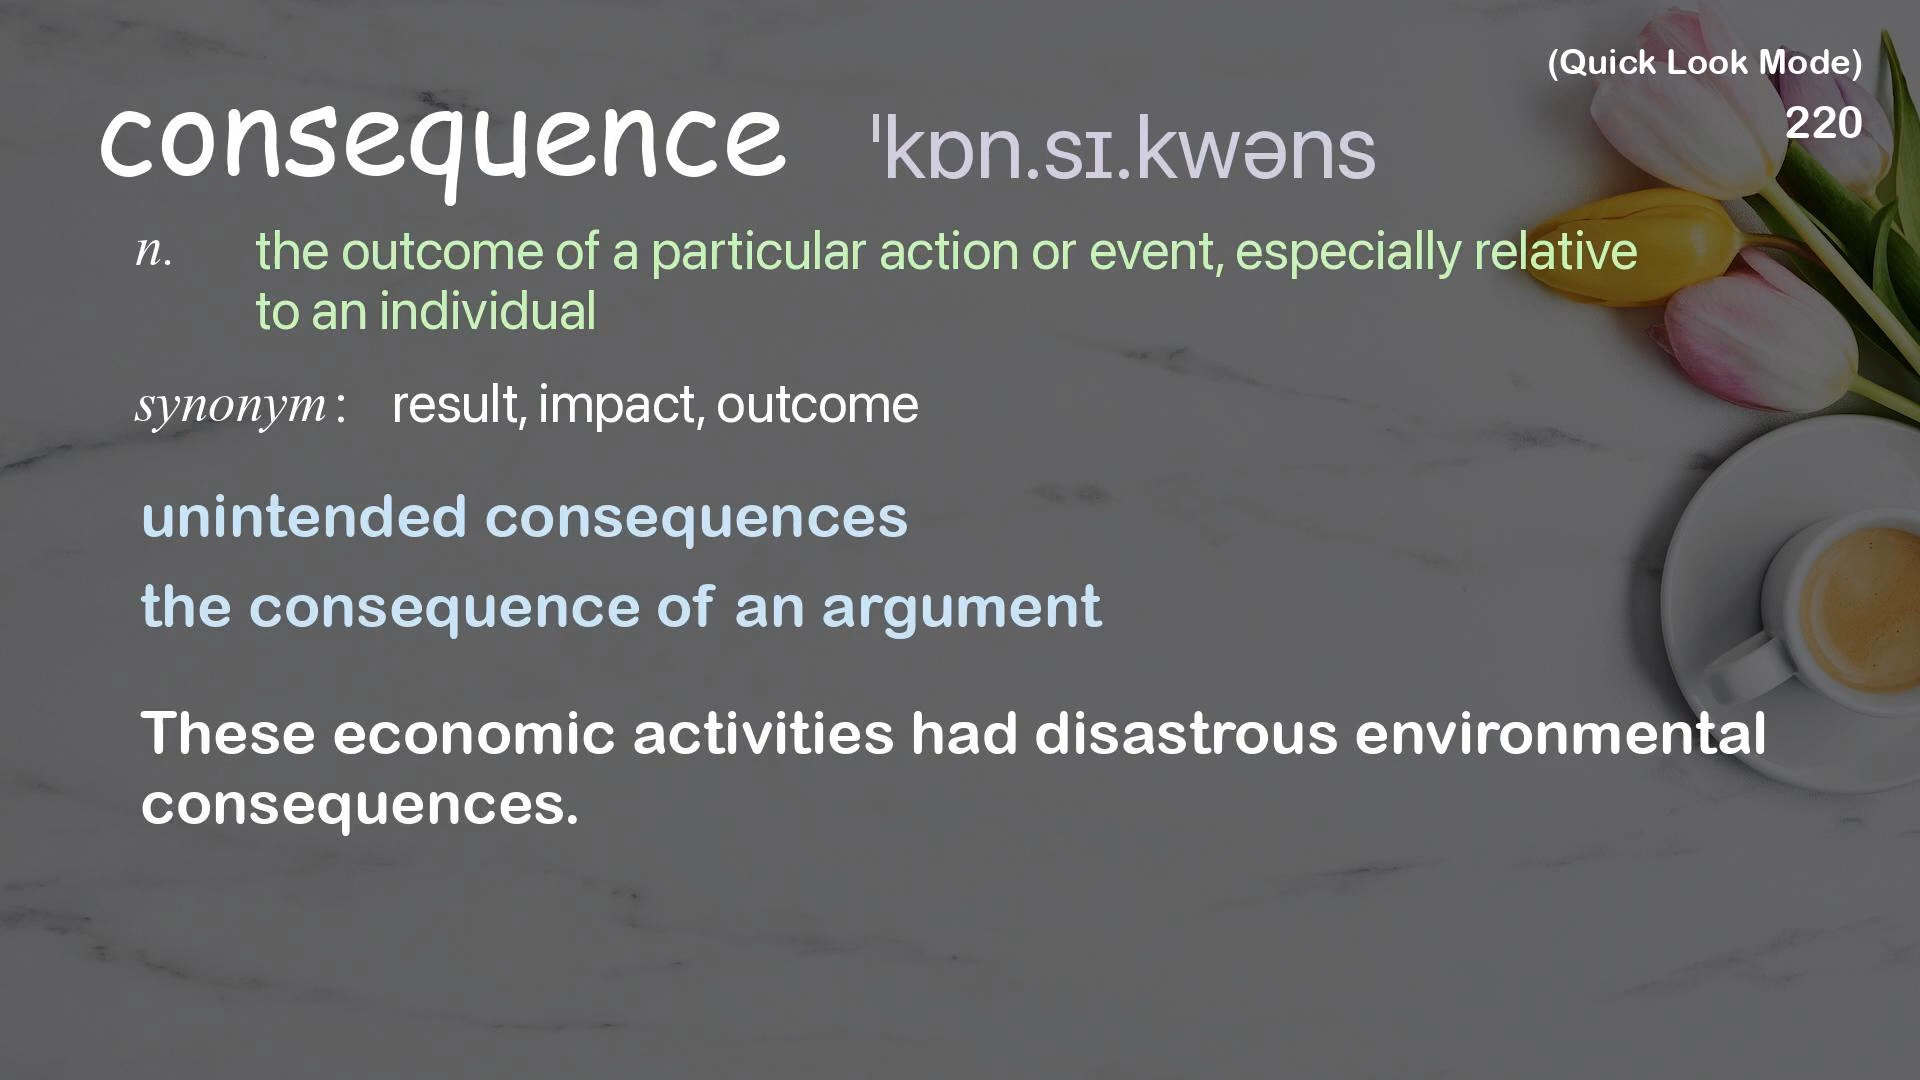 (Quick Look Mode)
220
consequence ˈkɒn.sɪ.kwəns
n. the outcome of a particular action or event, especially relative
to an individual
synonym: result, impact, outcome
unintended consequences
the consequence of an argument
These economic activities had disastrous environmental
consequences.